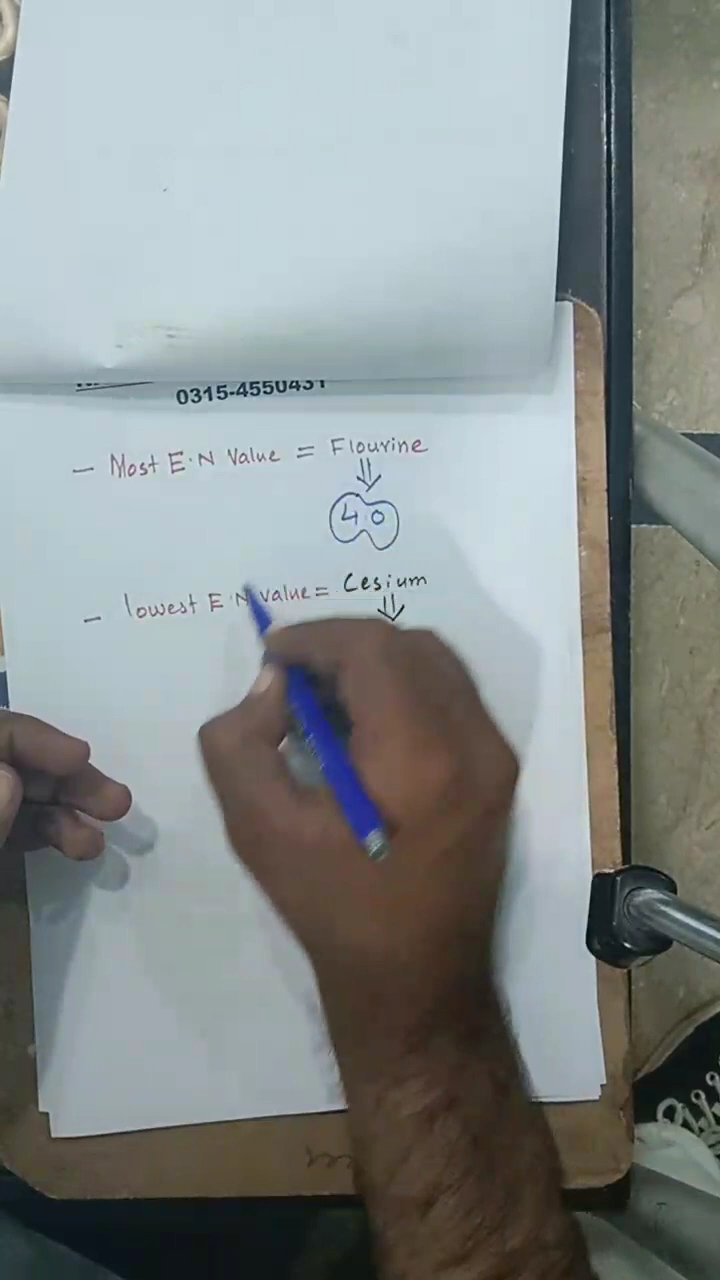 0315-4550431
– Most E·N Value = Flourine
⇓
4.0
– lowest E·N value = Cesium
⇓